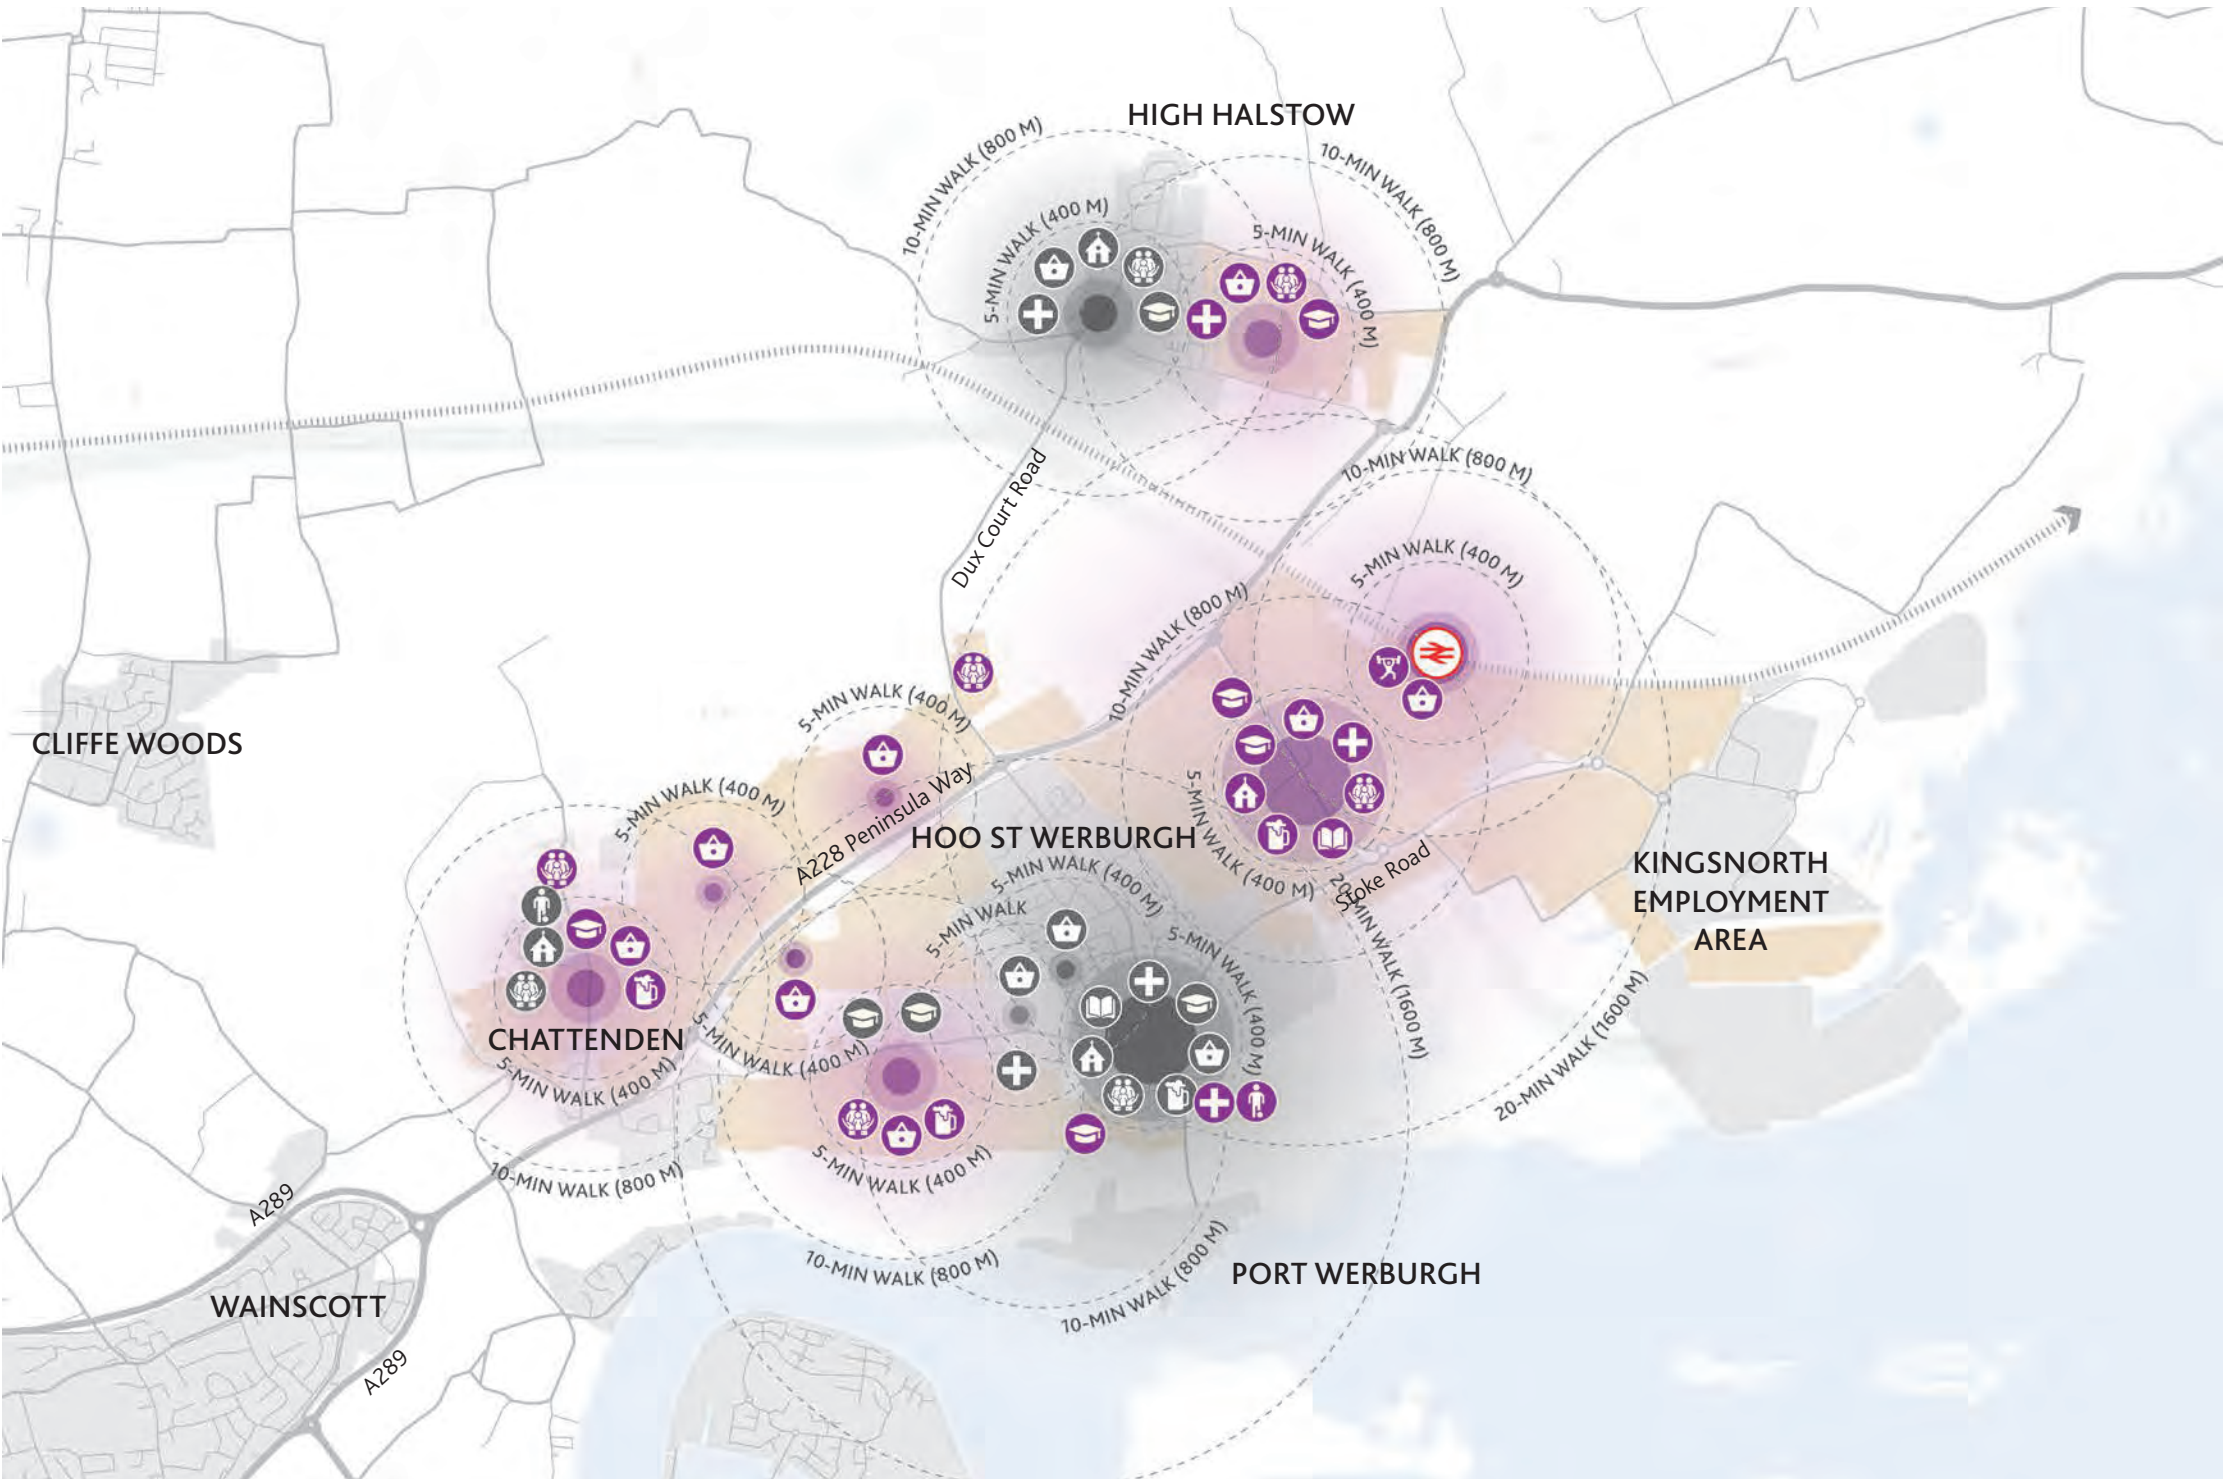 HIGH HALSTOW
10-MIN WALK (800 M)
10-MIN WALK (800 M)
5-MIN WALK (400 M)
5-MIN WALK (400 M)
Dux Court Road
10-MIN WALK (800 M)
5-MIN WALK (400 M)
10-MIN WALK (800 M)
5-MIN WALK (400 M)
CLIFFE WOODS
5-MIN WALK (400 M)
A228 Peninsula Way
HOO ST WERBURGH
5-MIN WALK (400 M)
5-MIN WALK (400 M)
Stoke Road
KINGSNORTH
EMPLOYMENT
AREA
5-MIN WALK
5-MIN WALK (400 M)
20-MIN WALK (1600 M)
20-MIN WALK (1600 M)
CHATTENDEN
5-MIN WALK (400 M)
5-MIN WALK (400 M)
5-MIN WALK (400 M)
10-MIN WALK (800 M)
A289
10-MIN WALK (800 M)
10-MIN WALK (800 M)
PORT WERBURGH
WAINSCOTT
A289